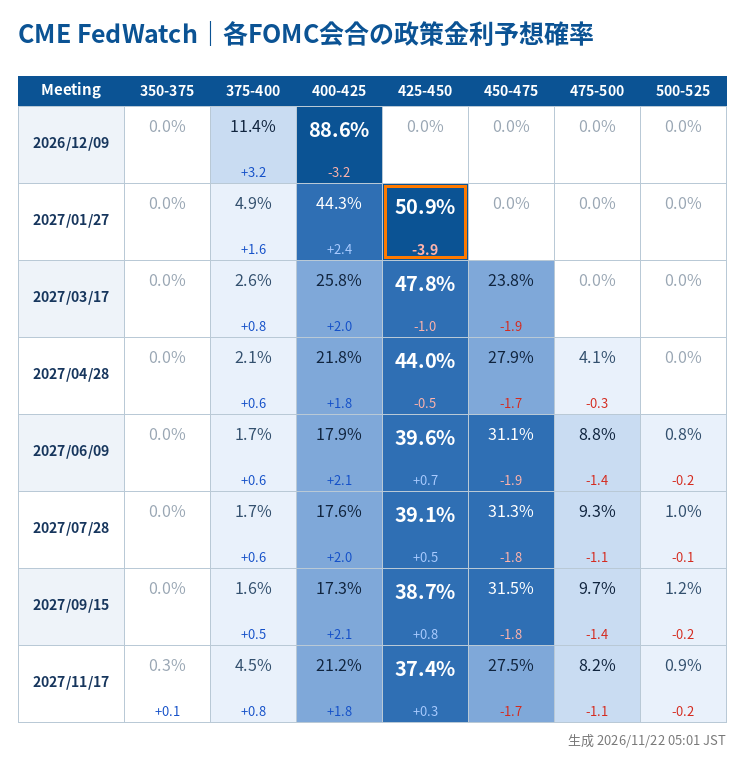 CME FedWatch｜各FOMC会合の政策金利予想確率
Meeting 350-375 375-400 400-425 425-450 450-475 475-500 500-525
2026/12/09 0.0% 11.4% 88.6% 0.0% 0.0% 0.0% 0.0%
+3.2 -3.2
2027/01/27 0.0% 4.9% 44.3% 50.9% 0.0% 0.0% 0.0%
+1.6 +2.4 -3.9
2027/03/17 0.0% 2.6% 25.8% 47.8% 23.8% 0.0% 0.0%
+0.8 +2.0 -1.0 -1.9
2027/04/28 0.0% 2.1% 21.8% 44.0% 27.9% 4.1% 0.0%
+0.6 +1.8 -0.5 -1.7 -0.3
2027/06/09 0.0% 1.7% 17.9% 39.6% 31.1% 8.8% 0.8%
+0.6 +2.1 +0.7 -1.9 -1.4 -0.2
2027/07/28 0.0% 1.7% 17.6% 39.1% 31.3% 9.3% 1.0%
+0.6 +2.0 +0.5 -1.8 -1.1 -0.1
2027/09/15 0.0% 1.6% 17.3% 38.7% 31.5% 9.7% 1.2%
+0.5 +2.1 +0.8 -1.8 -1.4 -0.2
2027/11/17 0.3% 4.5% 21.2% 37.4% 27.5% 8.2% 0.9%
+0.1 +0.8 +1.8 +0.3 -1.7 -1.1 -0.2
生成 2026/11/22 05:01 JST